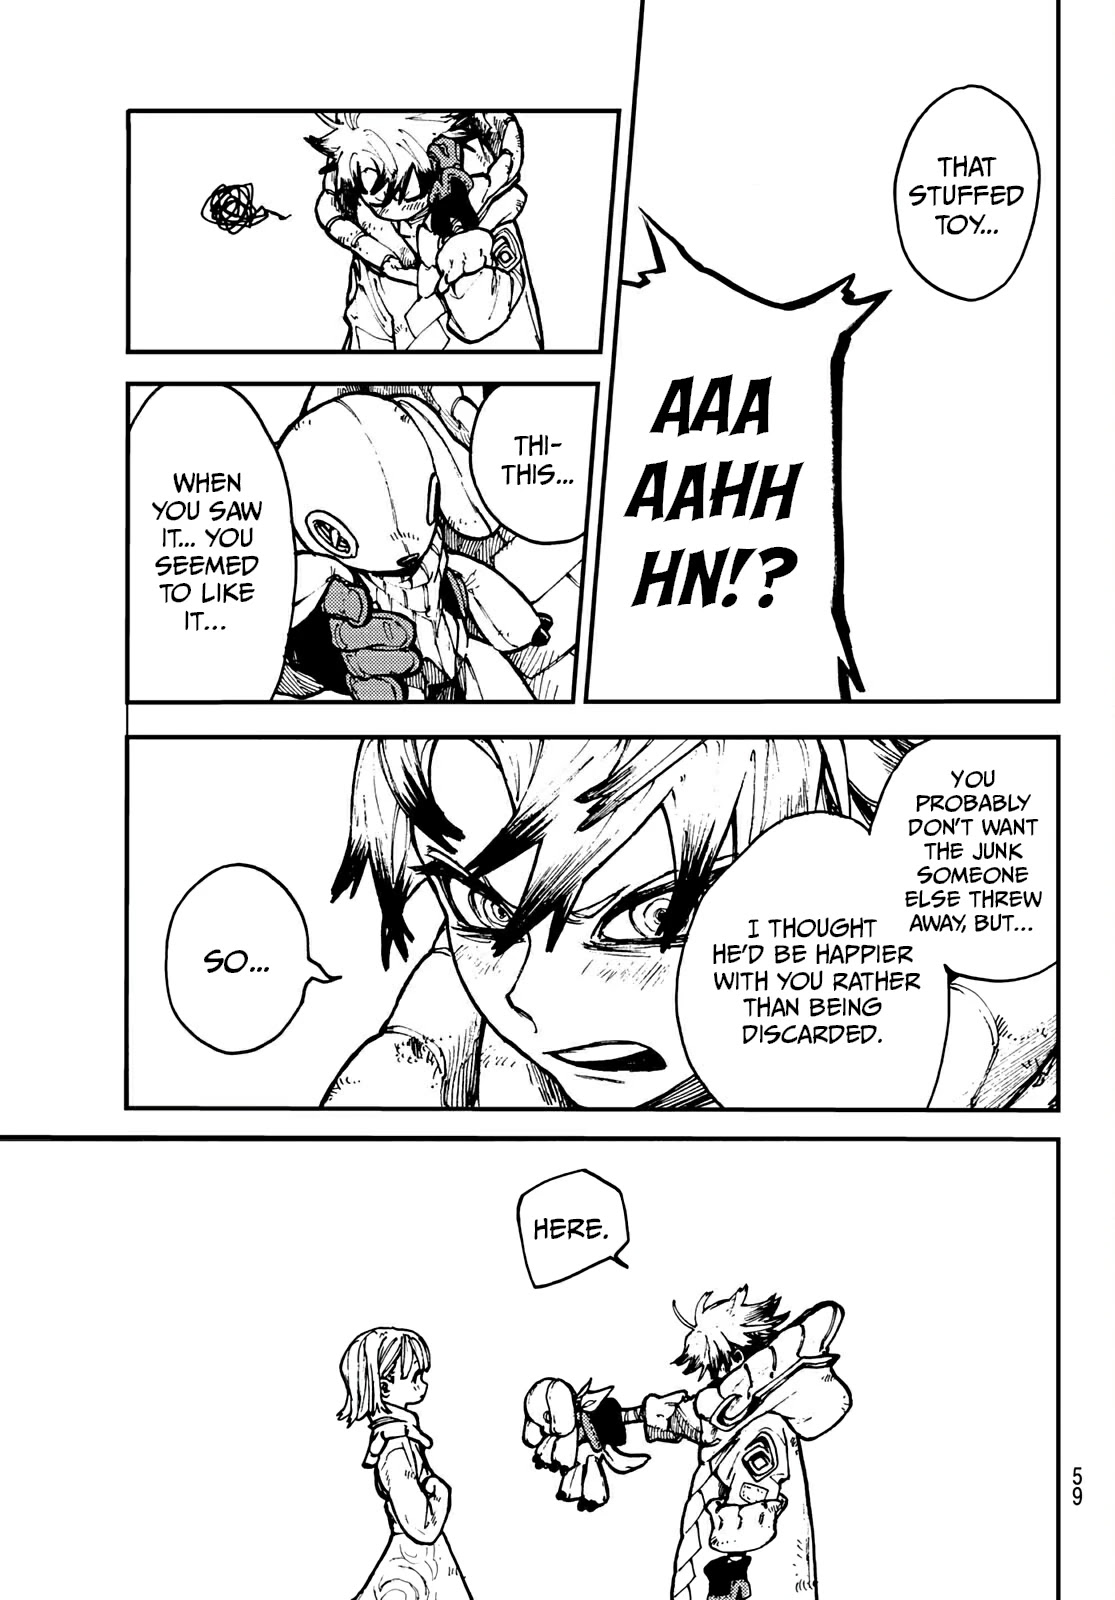 THAT
STUFFED
TOY...
AAA
AAHH
HN!?
THI-
THIS...
WHEN
YOU SAW
IT... YOU
SEEMED
TO LIKE
IT...
YOU
PROBABLY
DON'T WANT
THE JUNK
SOMEONE
ELSE THREW
AWAY, BUT...
I THOUGHT
HE'D BE HAPPIER
WITH YOU RATHER
THAN BEING
DISCARDED.
SO...
HERE.
59